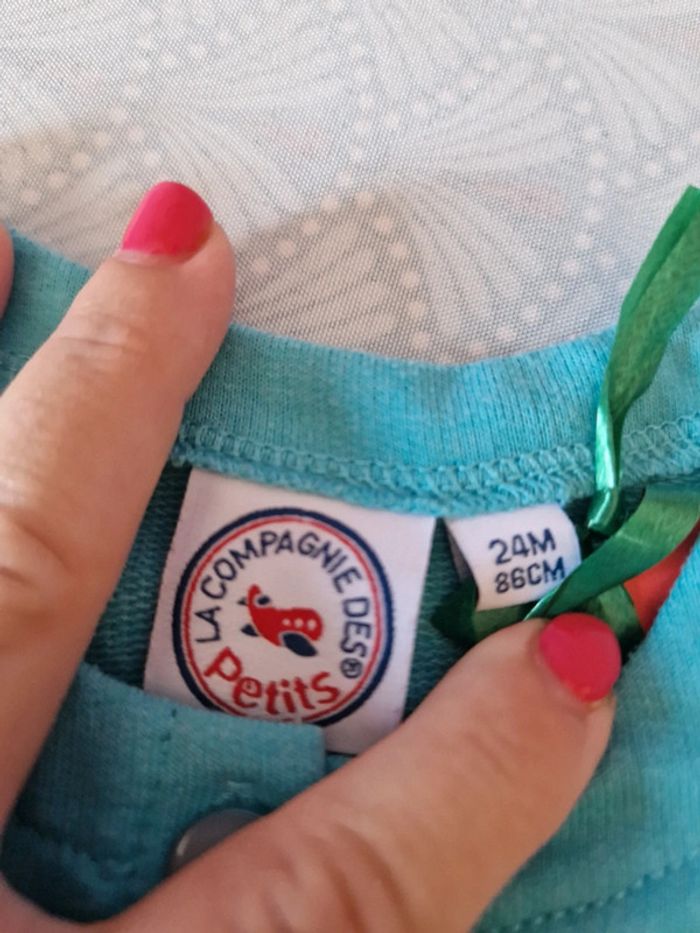 LA COMPAGNIE DES®
Petits
24M
86CM